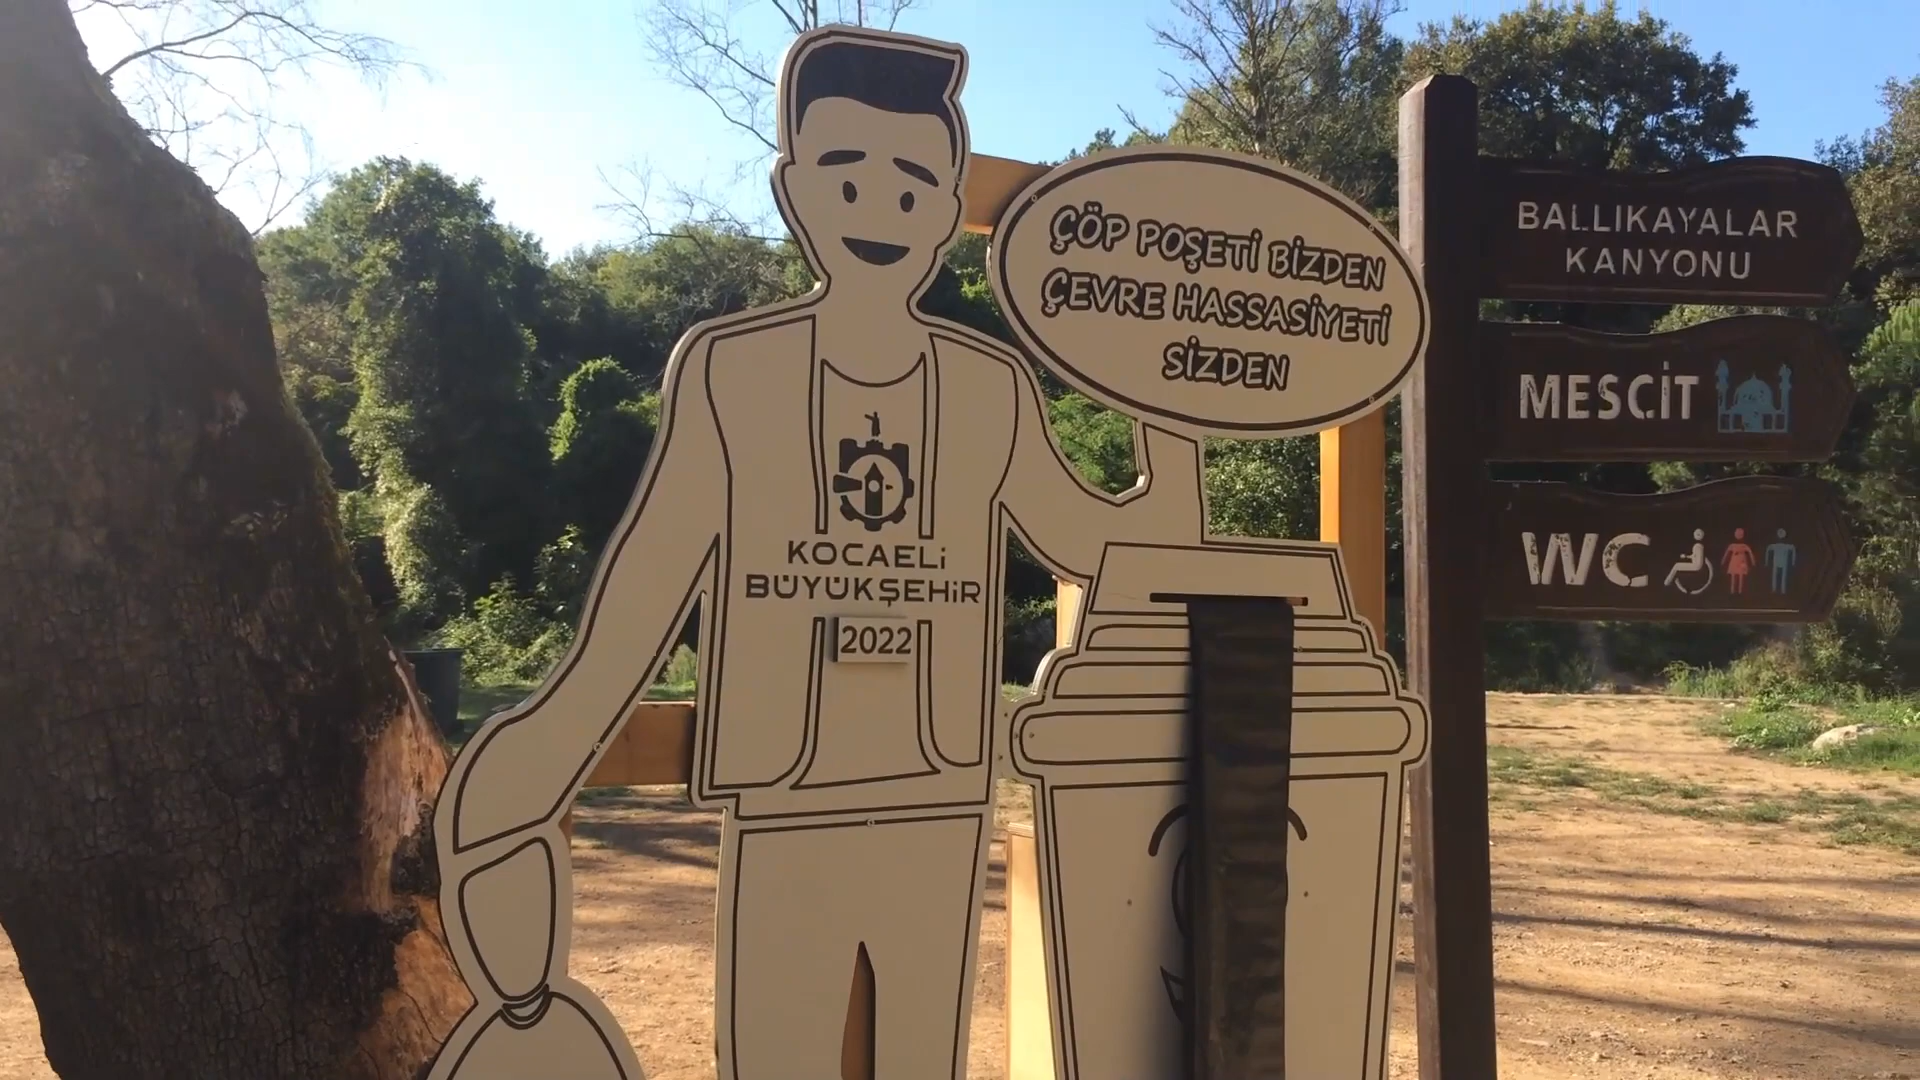 ÇÖP POŞETİ BİZDEN
ÇEVRE HASSASİYETİ
SİZDEN
KOCAELİ
BÜYÜKŞEHİR
2022
BALLIKAYALAR
KANYONU
MESCİT
WC